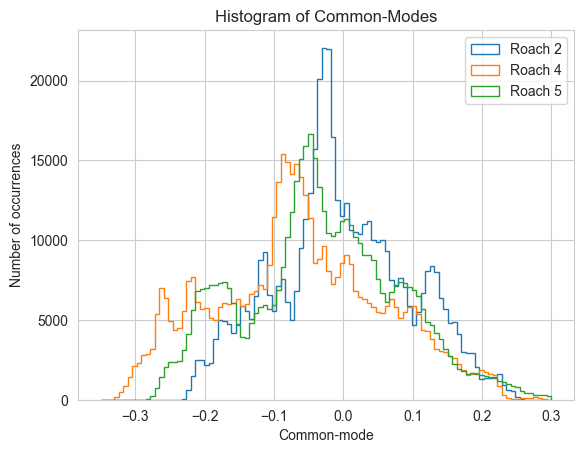 Histogram of Common-Modes
Roach 2
Roach 4
Roach 5
Number of occurrences
20000
15000
10000
5000
0
−0.3 −0.2 −0.1 0.0 0.1 0.2 0.3
Common-mode